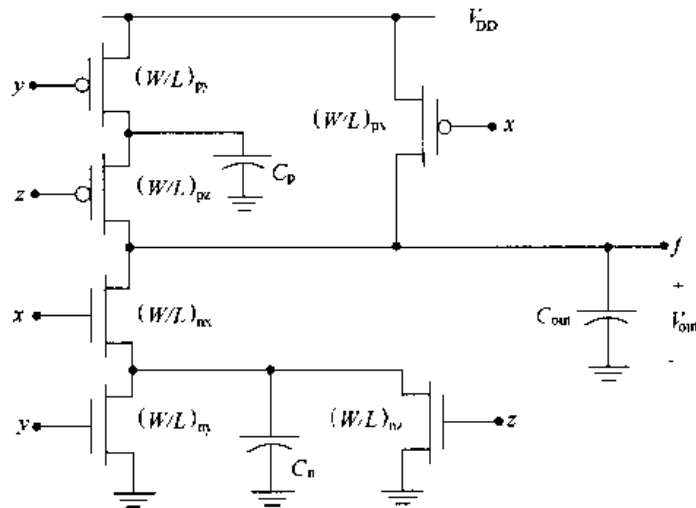 V_DD
y
(W/L)_py
(W/L)_px
x
C_p
z
(W/L)_pz
f
x
(W/L)_nx
C_out
+
V_out
-
y
(W/L)_ny
(W/L)_nz
z
C_n